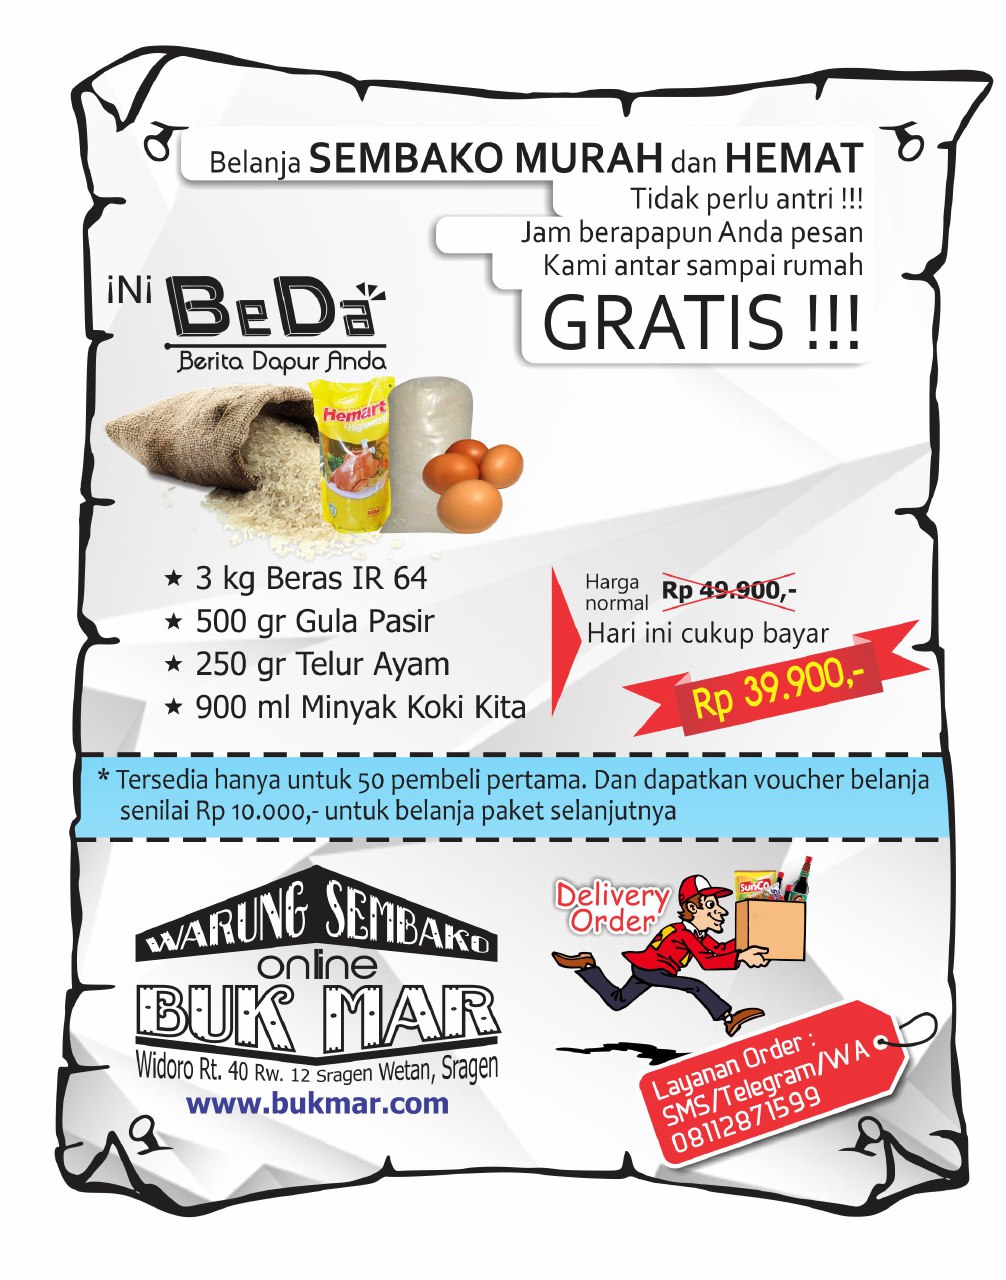 Belanja SEMBAKO MURAH dan HEMAT
Tidak perlu antri !!!
Jam berapapun Anda pesan
Kami antar sampai rumah
GRATIS !!!
iNi BeDa
Berita Dapur Anda
Hemart
★ 3 kg Beras IR 64
★ 500 gr Gula Pasir
★ 250 gr Telur Ayam
★ 900 ml Minyak Koki Kita
Harga
normal Rp 49.900,-
Hari ini cukup bayar
Rp 39.900,-
* Tersedia hanya untuk 50 pembeli pertama. Dan dapatkan voucher belanja
senilai Rp 10.000,- untuk belanja paket selanjutnya
WARUNG SEMBAKO
online
BUK MAR
Widoro Rt. 40 Rw. 12 Sragen Wetan, Sragen
www.bukmar.com
Delivery
Order
SunCo
Layanan Order :
SMS/Telegram/WA
08112871599